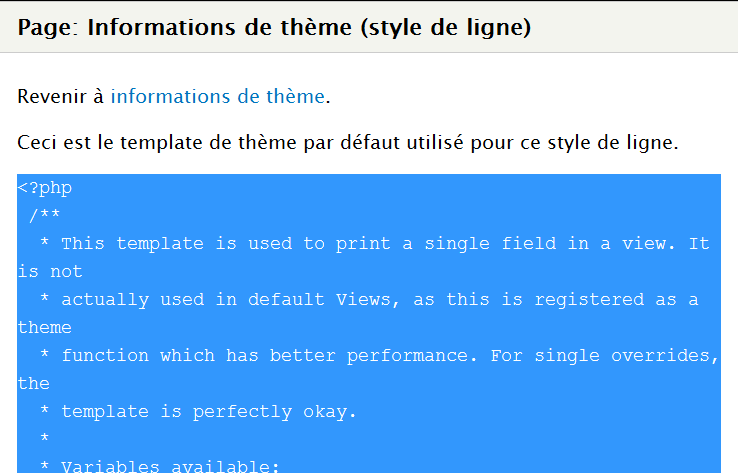 Page: Informations de thème (style de ligne)
Revenir à informations de thème.
Ceci est le template de thème par défaut utilisé pour ce style de ligne.
<?php
/**
* This template is used to print a single field in a view. It
is not
* actually used in default Views, as this is registered as a
theme
* function which has better performance. For single overrides,
the
* template is perfectly okay.
*
* Variables available: